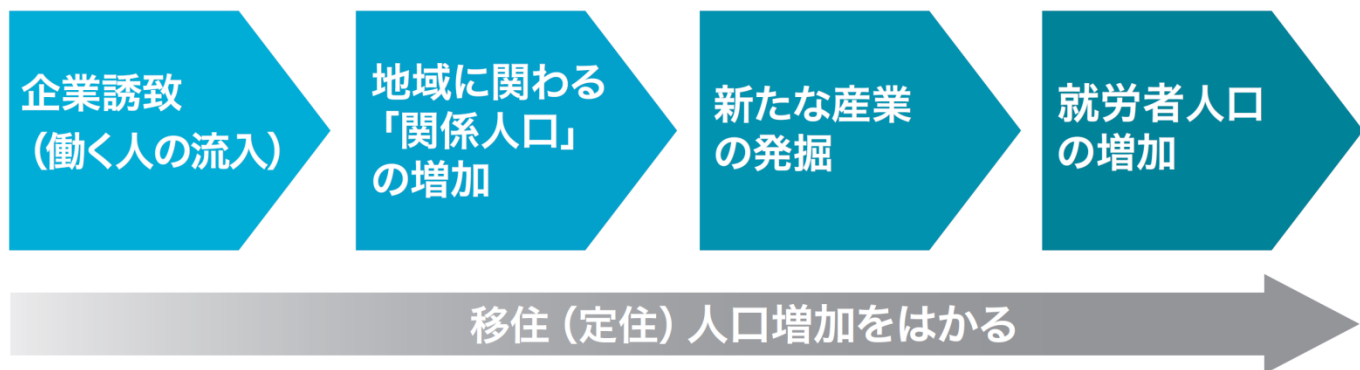 企業誘致
（働く人の流入）
地域に関わる
「関係人口」
の増加
新たな産業
の発掘
就労者人口
の増加
移住（定住）人口増加をはかる